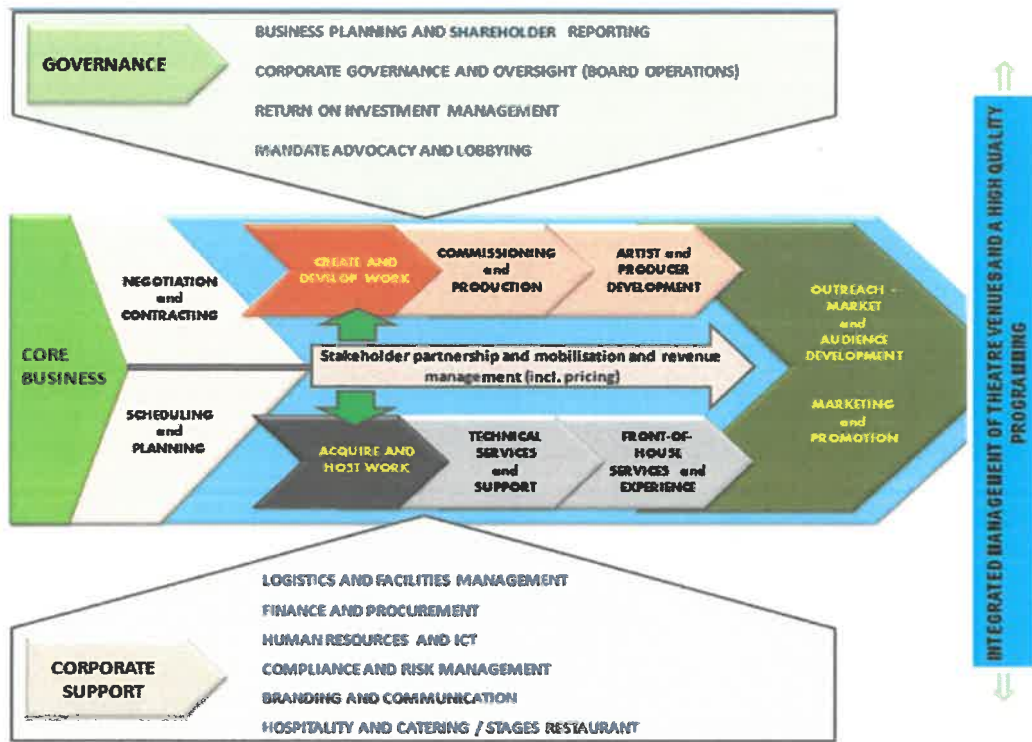 GOVERNANCE
BUSINESS PLANNING AND SHAREHOLDER REPORTING
CORPORATE GOVERNANCE AND OVERSIGHT (BOARD OPERATIONS)
RETURN ON INVESTMENT MANAGEMENT
MANDATE ADVOCACY AND LOBBYING
CORE
BUSINESS
NEGOTIATION
and
CONTRACTING
SCHEDULING
and
PLANNING
CREATE AND
DEVELOP WORK
COMMISSIONING
and
PRODUCTION
ARTIST and
PRODUCER
DEVELOPMENT
Stakeholder partnership and mobilisation and revenue
management (incl. pricing)
ACQUIRE AND
HOST WORK
TECHNICAL
SERVICES
and
SUPPORT
FRONT-OF-
HOUSE
SERVICES and
EXPERIENCE
OUTREACH –
MARKET
and
AUDIENCE
DEVELOPMENT
MARKETING
and
PROMOTION
CORPORATE
SUPPORT
LOGISTICS AND FACILITIES MANAGEMENT
FINANCE AND PROCUREMENT
HUMAN RESOURCES AND ICT
COMPLIANCE AND RISK MANAGEMENT
BRANDING AND COMMUNICATION
HOSPITALITY AND CATERING / STAGES RESTAURANT
INTEGRATED MANAGEMENT OF THEATRE VENUES AND A HIGH QUALITY
PROGRAMING